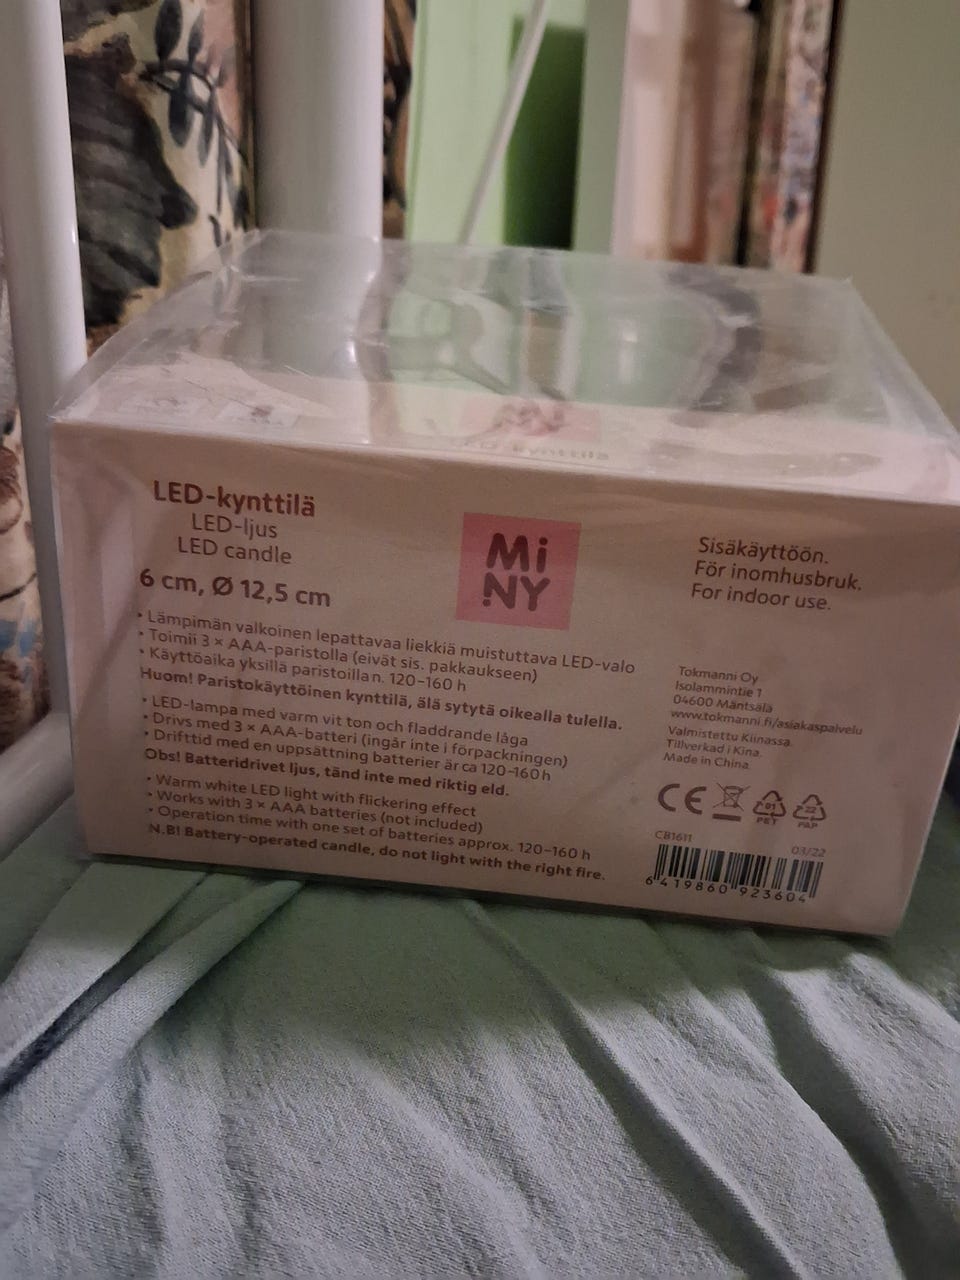 LED-kynttilä
LED-ljus
LED candle
6 cm, Ø 12,5 cm
• Lämpimän valkoinen lepattavaa liekkiä muistuttava LED-valo
• Toimii 3 × AAA-paristolla (eivät sis. pakkaukseen)
• Käyttöaika yksillä paristoilla n. 120–160 h
Huom! Paristokäyttöinen kynttilä, älä sytytä oikealla tulella.
• LED-lampa med varm vit ton och fladdrande låga
• Drivs med 3 × AAA-batteri (ingår inte i förpackningen)
• Drifttid med en uppsättning batterier är ca 120–160 h
Obs! Batteridrivet ljus, tänd inte med riktig eld.
• Warm white LED light with flickering effect
• Works with 3 × AAA batteries (not included)
• Operation time with one set of batteries approx. 120–160 h
N.B! Battery-operated candle, do not light with the right fire.
Mi
NY
Sisäkäyttöön.
För inomhusbruk.
For indoor use.
Tokmanni Oy
Isolammintie 1
04600 Mäntsälä
www.tokmanni.fi/asiakaspalvelu
Valmistettu Kiinassa.
Tillverkad i Kina.
Made in China.
CE
01
PET
22
PAP
CB1611
03/22
6 419860 923604